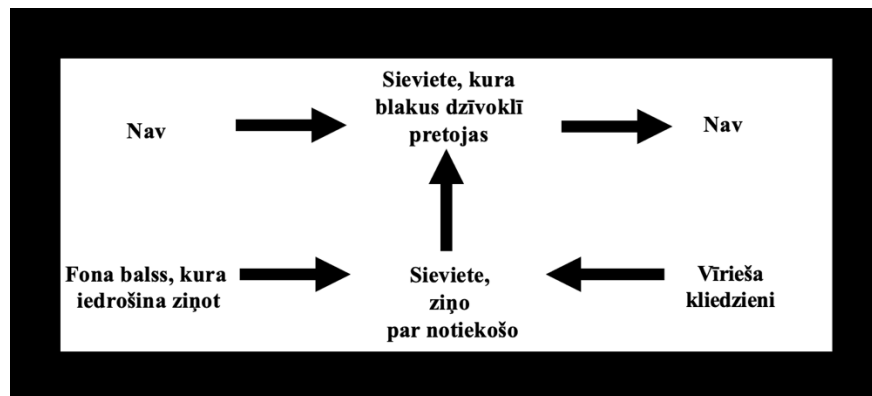 Nav
Sieviete, kura
blakus dzīvoklī
pretojas
Nav
Fona balss, kura
iedrošina ziņot
Sieviete,
ziņo
par notiekošo
Vīrieša
kliedzieni